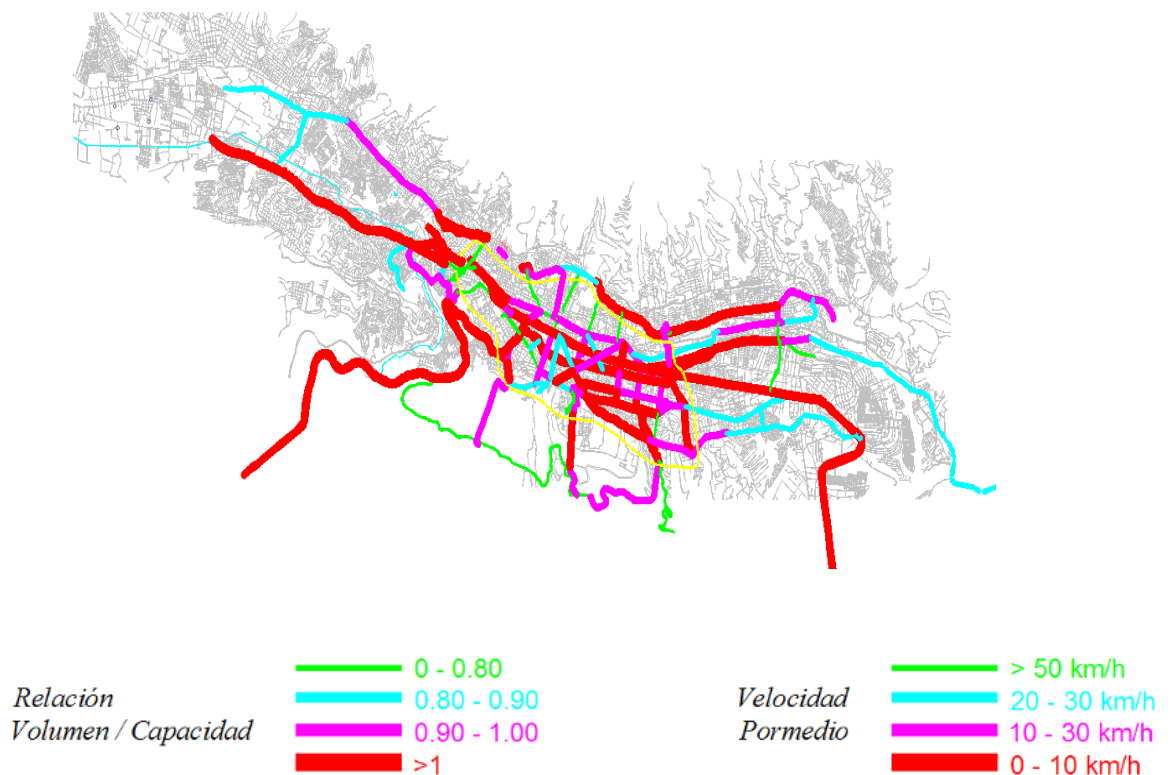 Relación
Volumen / Capacidad
0 - 0.80
0.80 - 0.90
0.90 - 1.00
>1
Velocidad
Pormedio
> 50 km/h
20 - 30 km/h
10 - 30 km/h
0 - 10 km/h